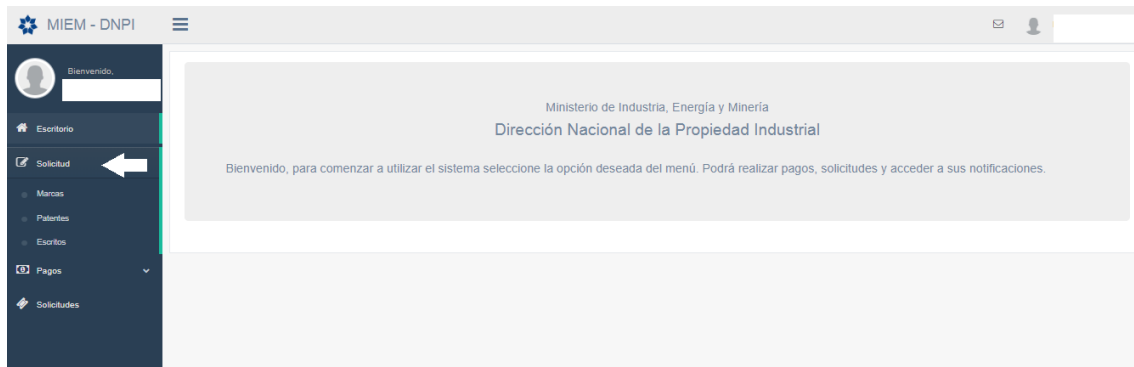 MIEM - DNPI
Bienvenido,
Escritorio
Solicitud
Marcas
Patentes
Escritos
Pagos
Solicitudes
Ministerio de Industria, Energía y Minería
Dirección Nacional de la Propiedad Industrial
Bienvenido, para comenzar a utilizar el sistema seleccione la opción deseada del menú. Podrá realizar pagos, solicitudes y acceder a sus notificaciones.